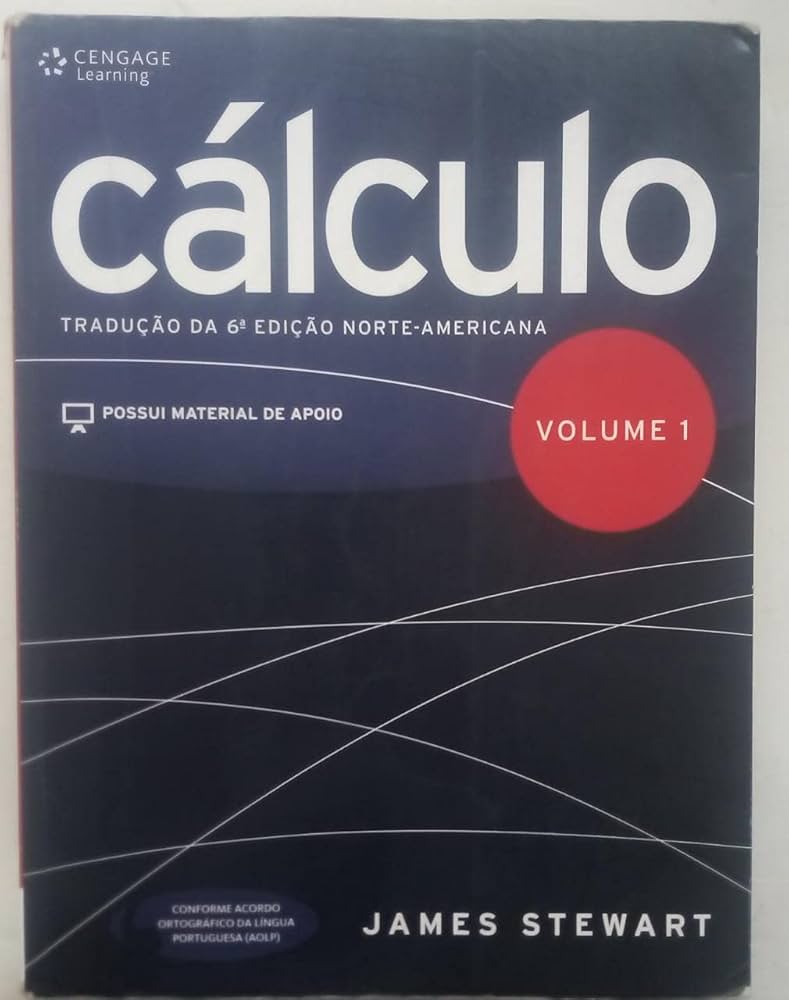 CENGAGE
Learning
cálculo
TRADUÇÃO DA 6ª EDIÇÃO NORTE-AMERICANA
POSSUI MATERIAL DE APOIO
VOLUME 1
CONFORME ACORDO
ORTOGRÁFICO DA LÍNGUA
PORTUGUESA (AOLP)
JAMES STEWART